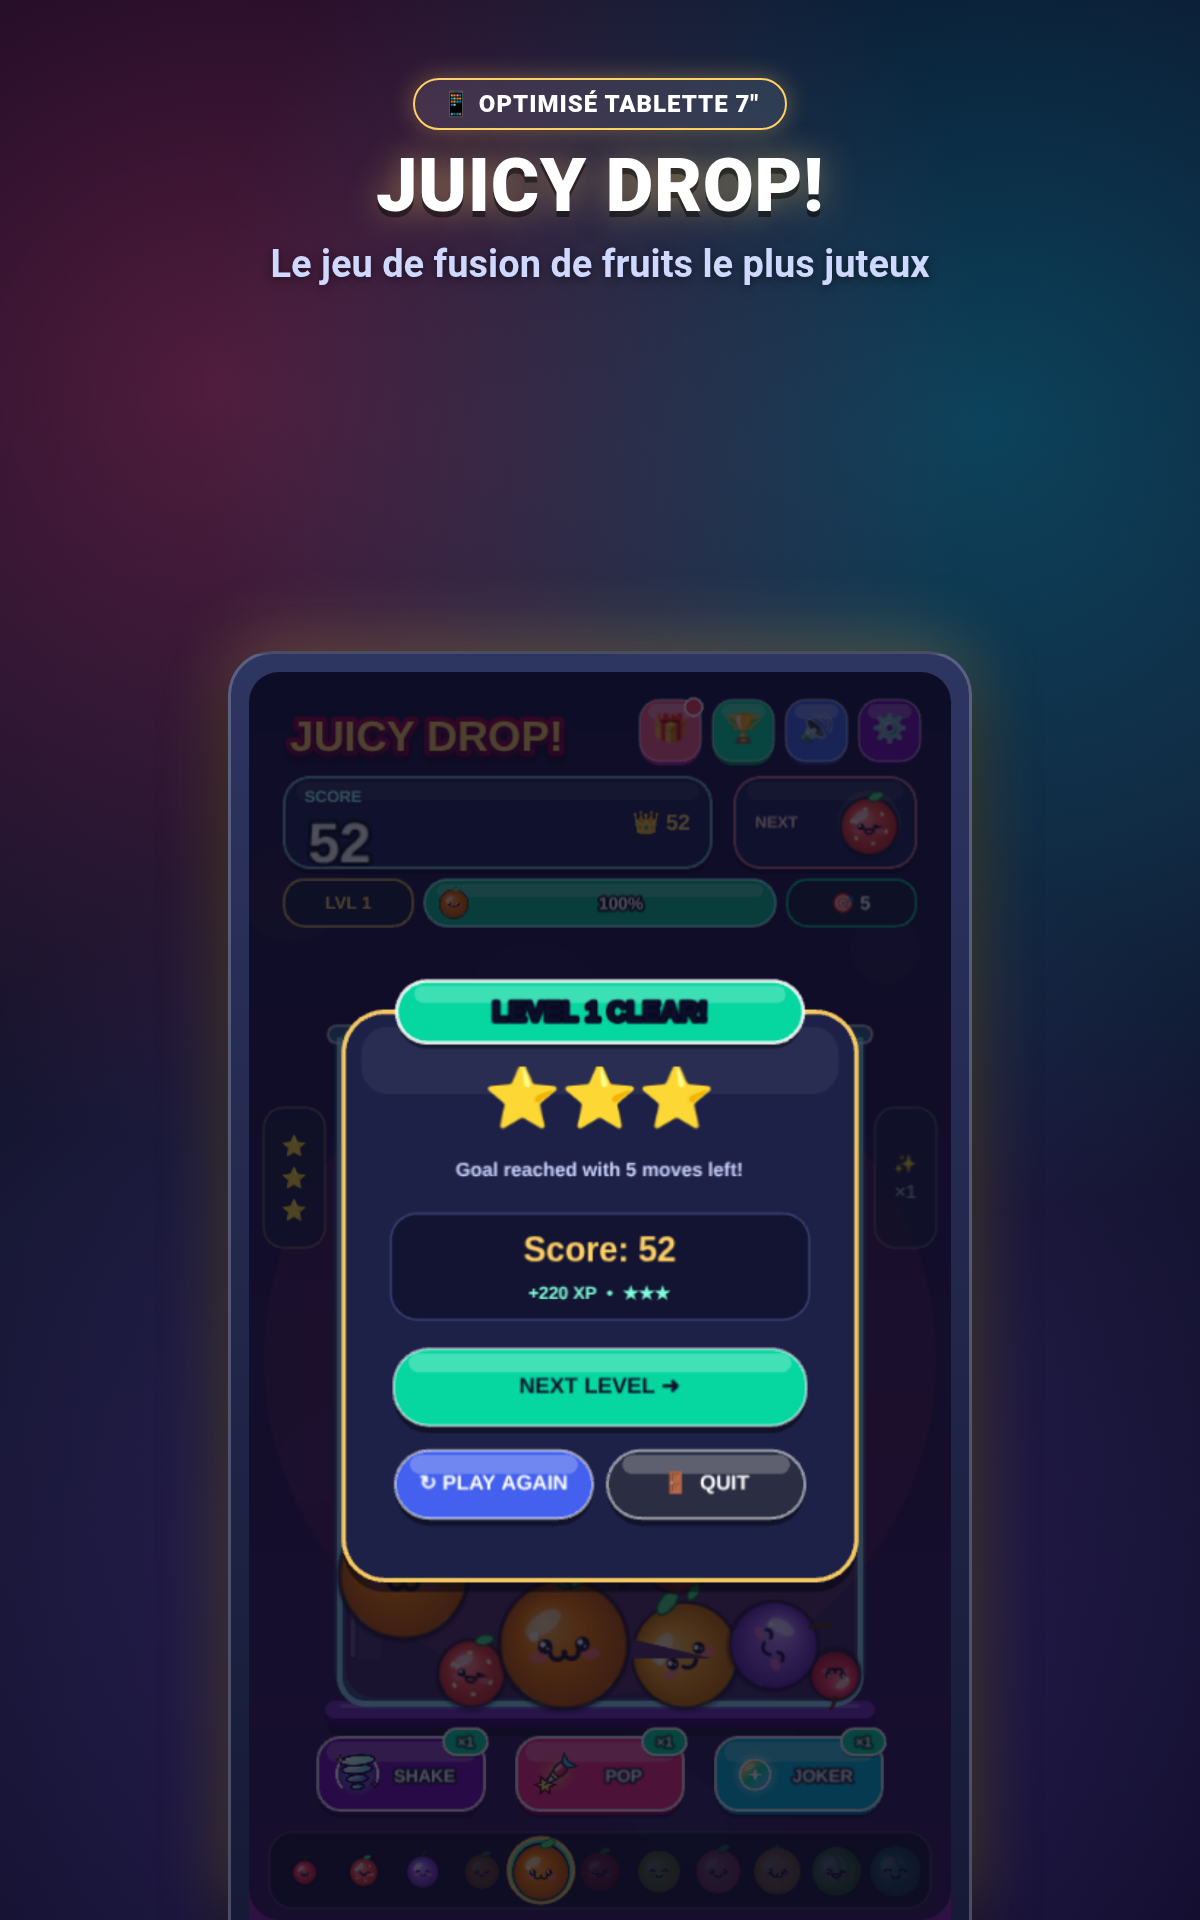 📱 OPTIMISÉ TABLETTE 7"
JUICY DROP!
Le jeu de fusion de fruits le plus juteux
JUICY DROP!
SCORE
52
👑 52
NEXT
LVL 1
100%
🎯 5
LEVEL 1 CLEAR!
Goal reached with 5 moves left!
×1
Score: 52
+220 XP • ★★★
NEXT LEVEL ➜
↻ PLAY AGAIN
🚪 QUIT
×1
×1
×1
SHAKE
POP
JOKER